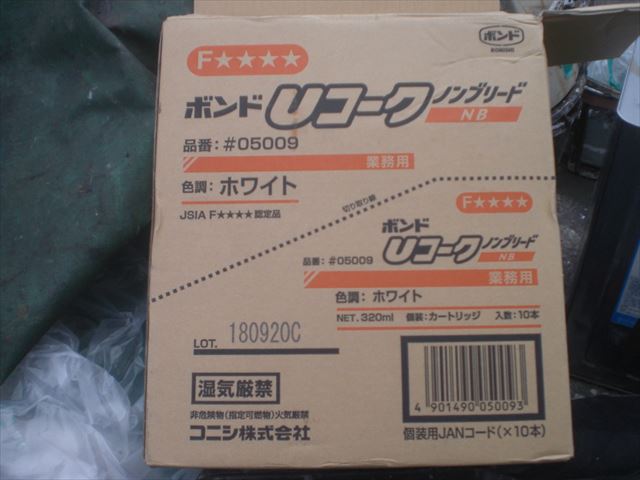 F★★★★
ボンド
KONISHI
ボンド Uコーク ノンブリード
NB
品番：#05009
業務用
色調：ホワイト
JSIA F★★★★認定品
切り取り線
F★★★★
ボンド
Uコーク ノンブリード
NB
品番：#05009
業務用
色調：ホワイト
NET.320ml 個装：カートリッジ 入数：10本
LOT. 180920C
湿気厳禁
非危険物(指定可燃物)火気厳禁
コニシ株式会社
4 901490 050093
個装用JANコード(×10本)